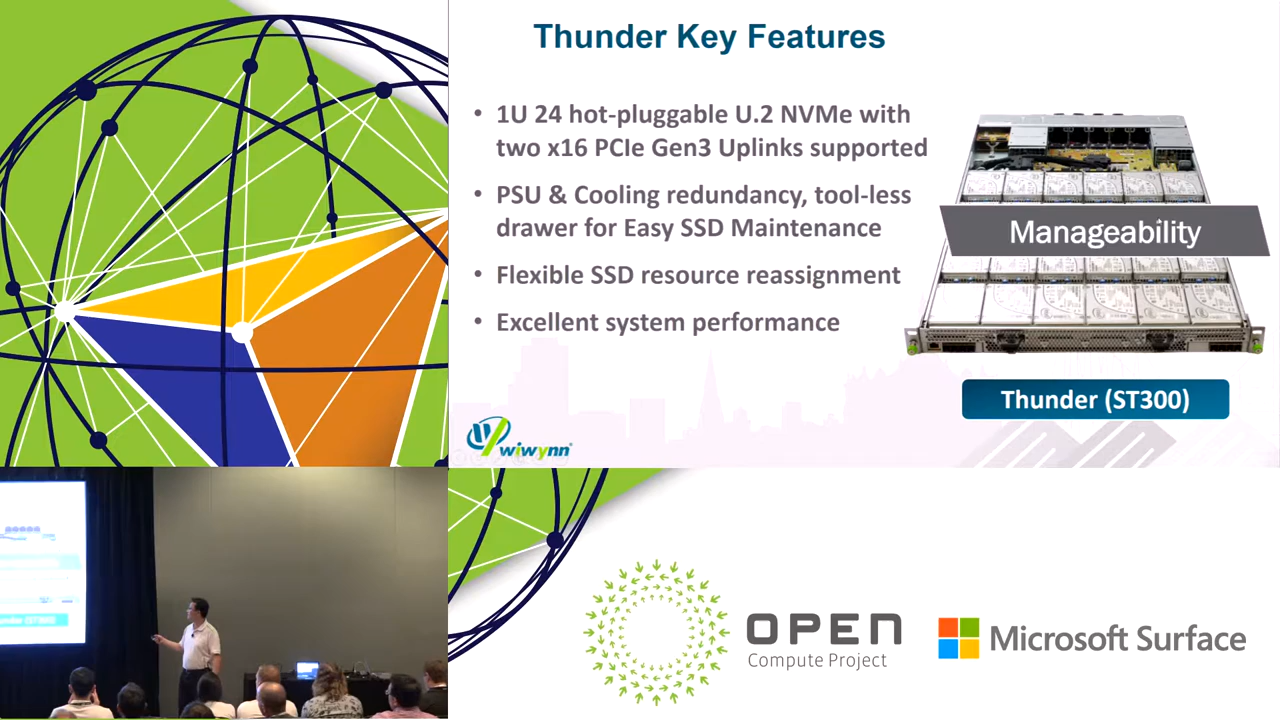 Thunder Key Features
• 1U 24 hot-pluggable U.2 NVMe with
two x16 PCIe Gen3 Uplinks supported
• PSU & Cooling redundancy, tool-less
drawer for Easy SSD Maintenance
• Flexible SSD resource reassignment
• Excellent system performance
Manageability
Thunder (ST300)
wiwynn
OPEN
Compute Project
Microsoft Surface